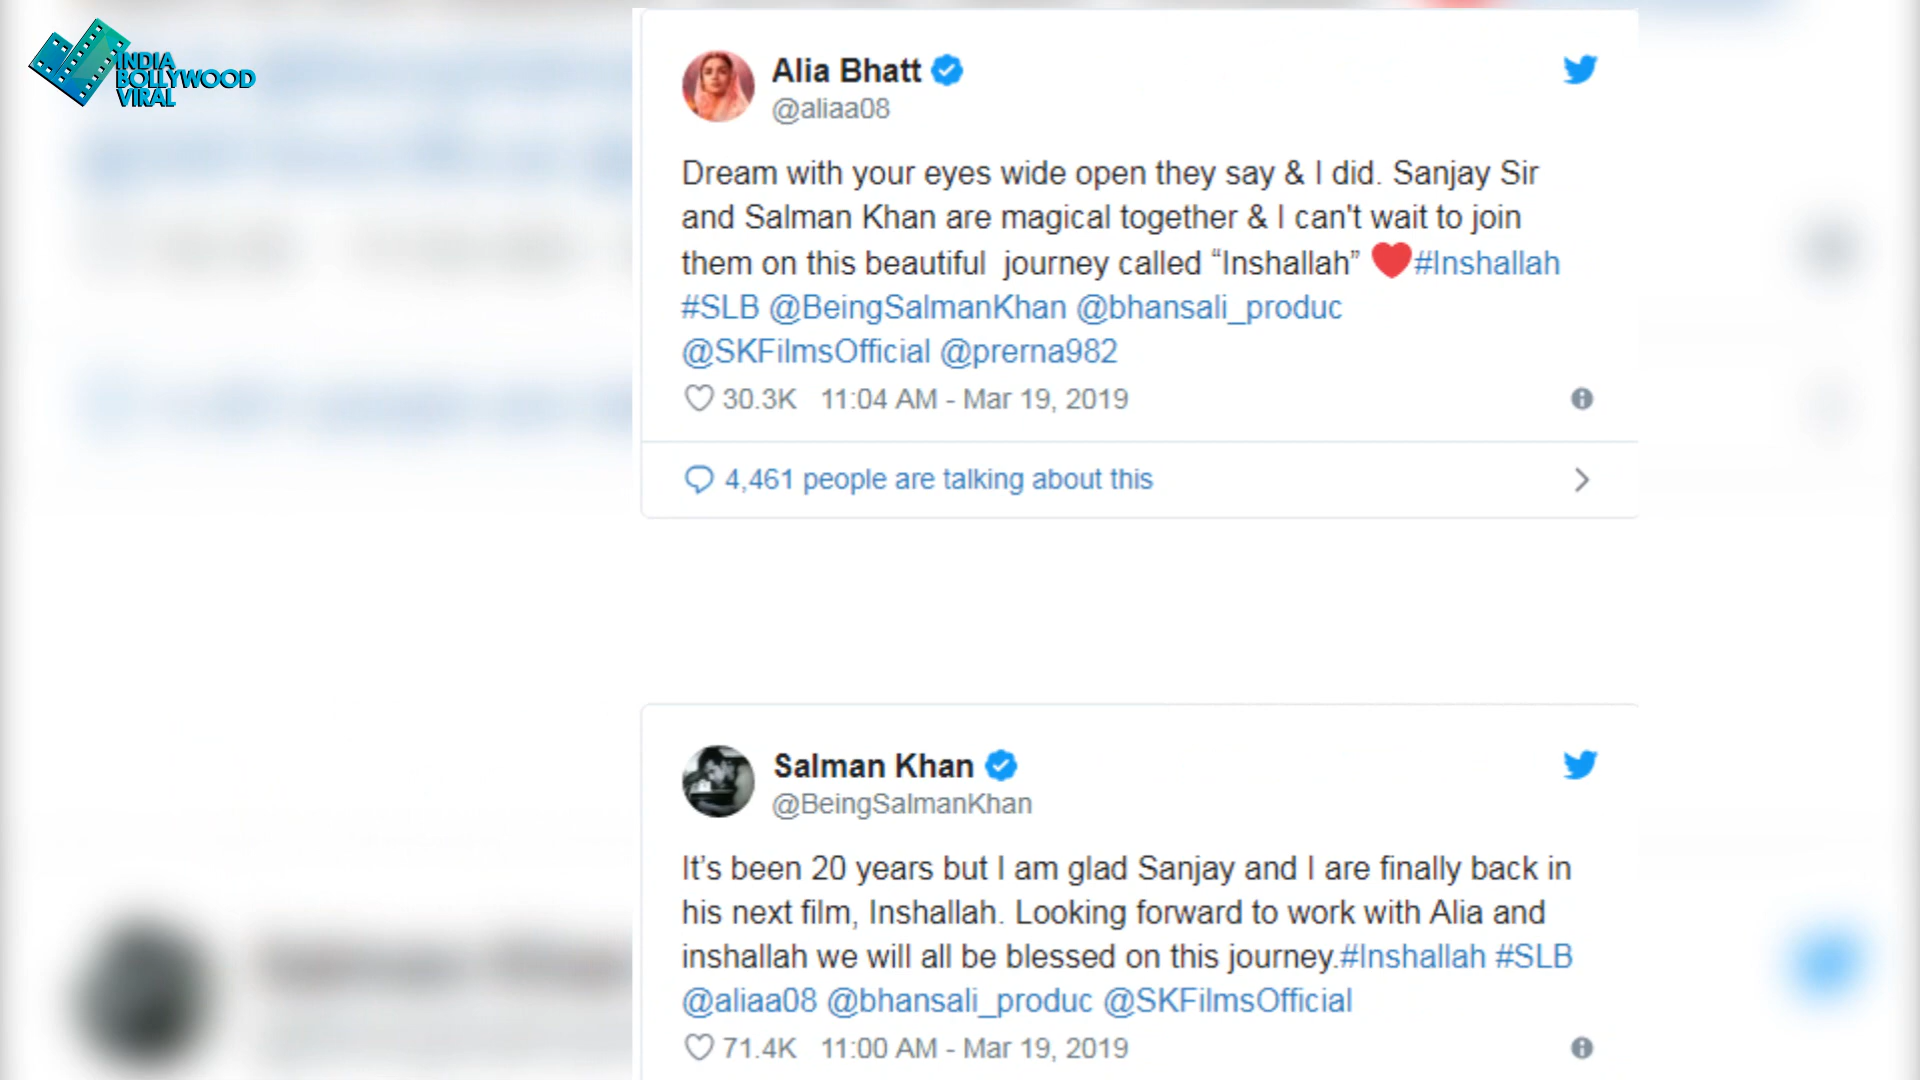 INDIA
BOLLYWOOD
VIRAL
Alia Bhatt
@aliaa08
Dream with your eyes wide open they say & I did. Sanjay Sir
and Salman Khan are magical together & I can't wait to join
them on this beautiful  journey called “Inshallah” ❤️#Inshallah
#SLB @BeingSalmanKhan @bhansali_produc
@SKFilmsOfficial @prerna982
30.3K 11:04 AM - Mar 19, 2019
4,461 people are talking about this
Salman Khan
@BeingSalmanKhan
It’s been 20 years but I am glad Sanjay and I are finally back in
his next film, Inshallah. Looking forward to work with Alia and
inshallah we will all be blessed on this journey.#Inshallah #SLB
@aliaa08 @bhansali_produc @SKFilmsOfficial
71.4K 11:00 AM - Mar 19, 2019